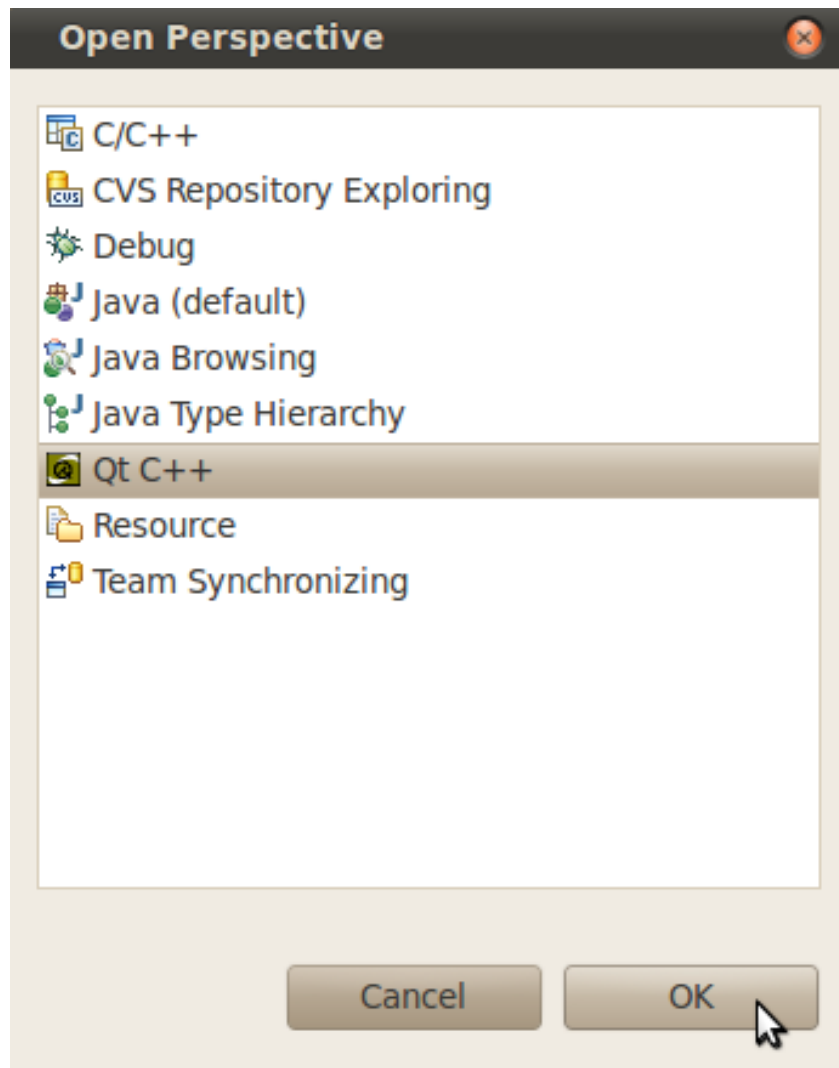 Open Perspective
C/C++
CVS Repository Exploring
Debug
Java (default)
Java Browsing
Java Type Hierarchy
Qt C++
Resource
Team Synchronizing
Cancel OK